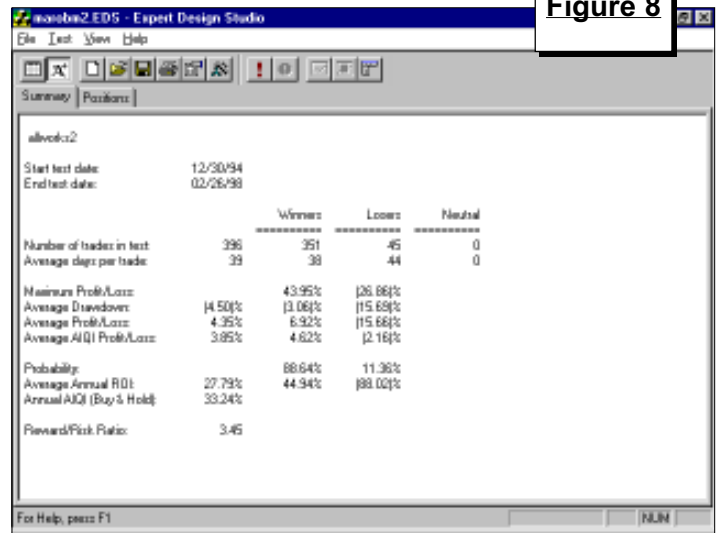 Figure 8
marobm2.EDS - Expert Design Studio
File Test View Help
Summary Positions
allworks2
Start test date: 12/30/94
End test date: 02/26/98
Winners Losers Neutral
========== ========== ==========
Number of trades in test: 396 351 45 0
Average days per trade: 39 38 44 0
Maximum Profit/Loss: 43.95% (26.86)%
Average Drawdown: (4.50)% (3.06)% (15.69)%
Average Profit/Loss: 4.35% 6.92% (15.66)%
Average AIQI Profit/Loss: 3.85% 4.62% (2.16)%
Probability: 88.64% 11.36%
Average Annual ROI: 27.79% 44.94% (88.02)%
Annual AIQI (Buy & Hold): 33.24%
Reward/Risk Ratio: 3.45
For Help, press F1
NUM